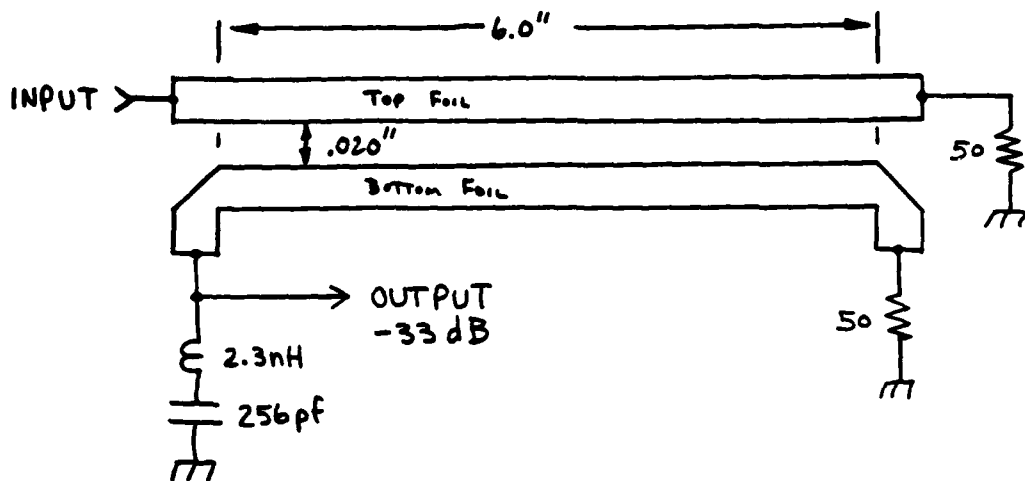 6.0"
INPUT
TOP FOIL
.020"
50
BOTTOM FOIL
OUTPUT
-33 dB
50
2.3nH
256pf